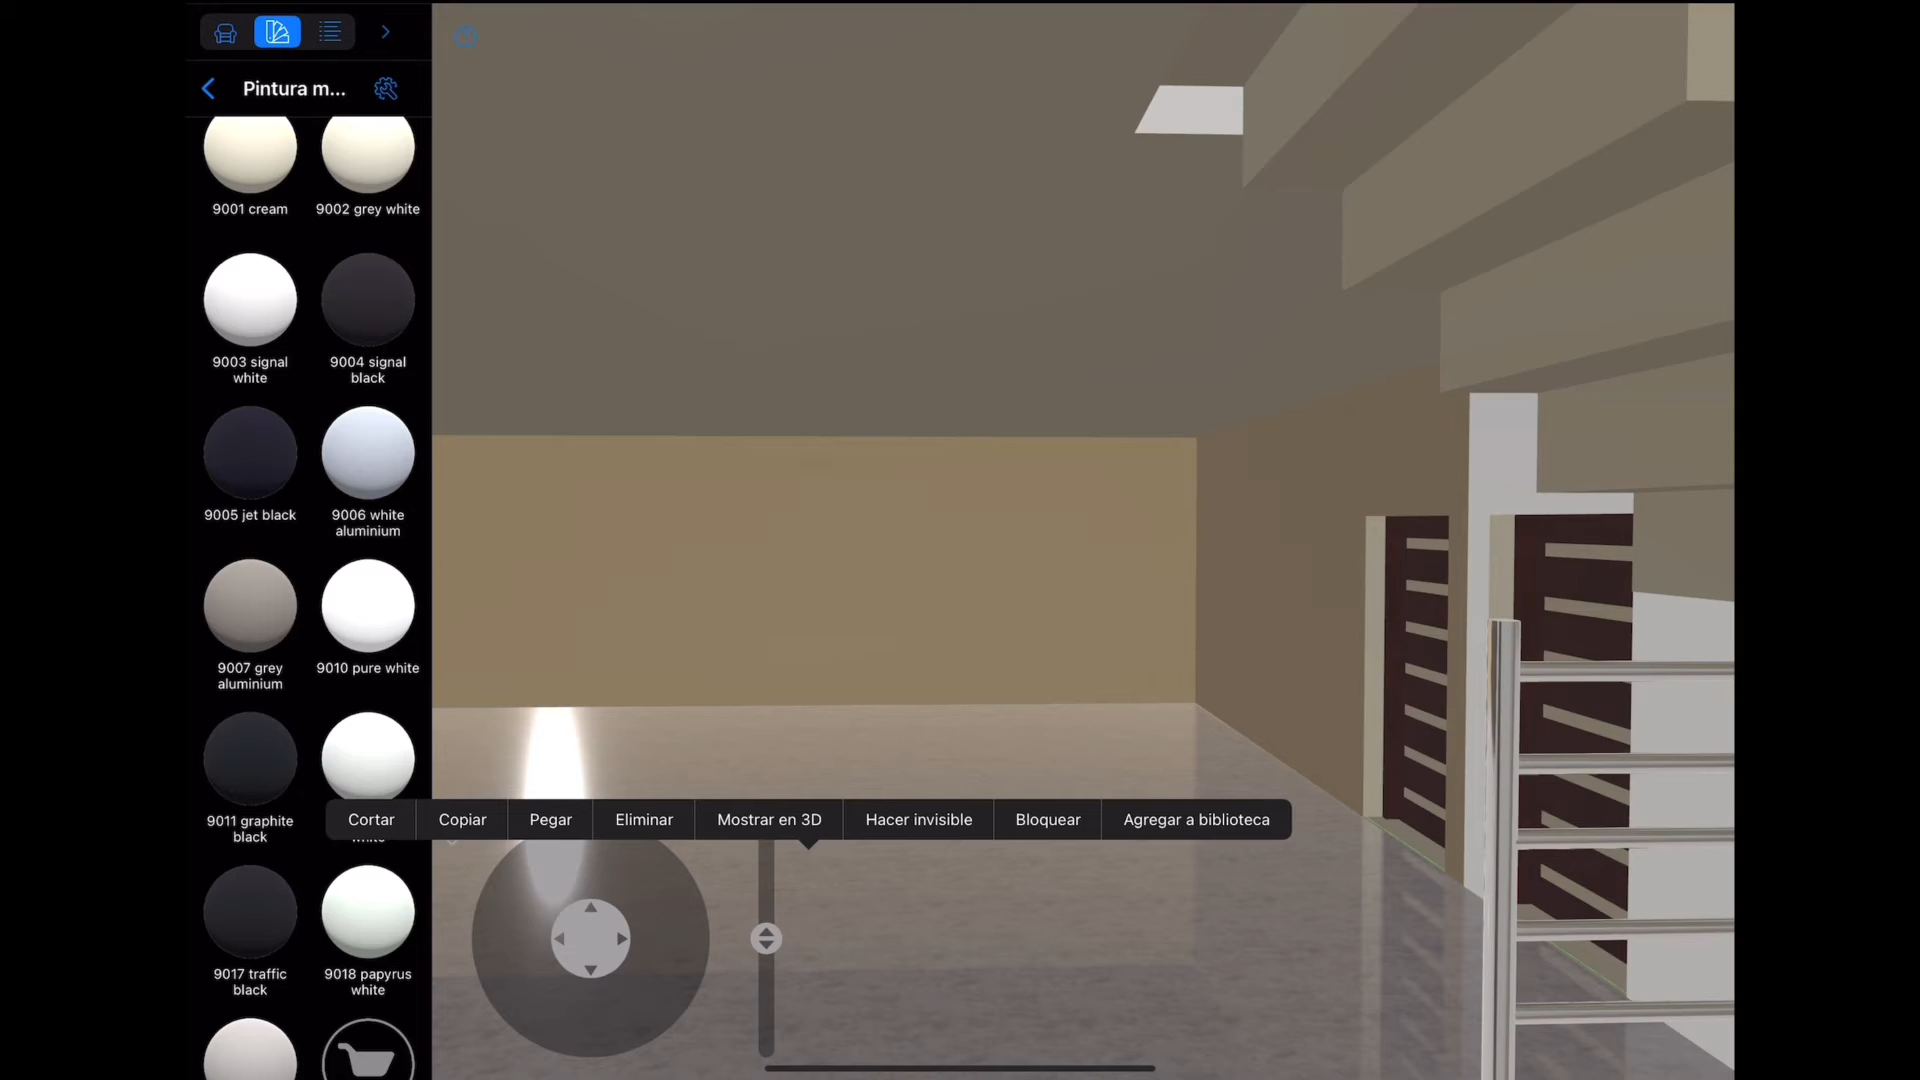 Pintura m...
9001 cream
9002 grey white
9003 signal
white
9004 signal
black
9005 jet black
9006 white
aluminium
9007 grey
aluminium
9010 pure white
9011 graphite
black
white
Cortar
Copiar
Pegar
Eliminar
Mostrar en 3D
Hacer invisible
Bloquear
Agregar a biblioteca
9017 traffic
black
9018 papyrus
white